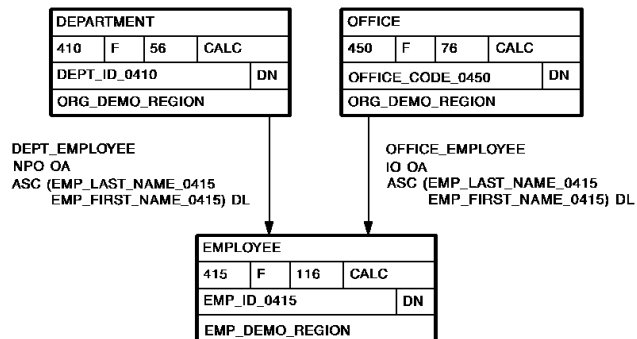 DEPARTMENT
410 F 56 CALC
DEPT_ID_0410 DN
ORG_DEMO_REGION
OFFICE
450 F 76 CALC
OFFICE_CODE_0450 DN
ORG_DEMO_REGION
DEPT_EMPLOYEE
NPO OA
ASC (EMP_LAST_NAME_0415
EMP_FIRST_NAME_0415) DL
OFFICE_EMPLOYEE
IO OA
ASC (EMP_LAST_NAME_0415
EMP_FIRST_NAME_0415) DL
EMPLOYEE
415 F 116 CALC
EMP_ID_0415 DN
EMP_DEMO_REGION